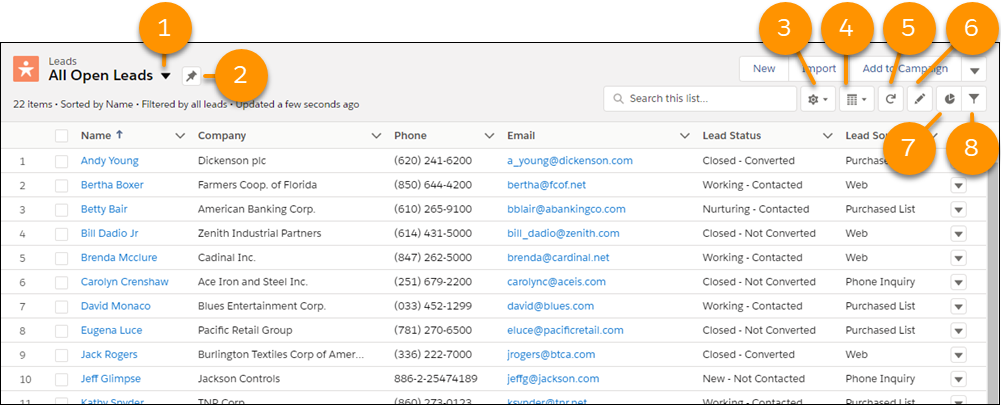 1 2 3 4 5 6
Leads
All Open Leads
New Import Add to Campaign
22 items • Sorted by Name • Filtered by all leads • Updated a few seconds ago
Search this list...
7 8
Name Company Phone Email Lead Status Lead
1 Andy Young Dickenson plc (620) 241-6200 a_young@dickenson.com Closed - Converted
2 Bertha Boxer Farmers Coop. of Florida (850) 644-4200 bertha@fcof.net Working - Contacted Web
3 Betty Bair American Banking Corp. (610) 265-9100 bblair@abankingco.com Nurturing - Contacted Purchased List
4 Bill Dadio Jr Zenith Industrial Partners (614) 431-5000 bill_dadio@zenith.com Closed - Not Converted Web
5 Brenda Mcclure Cadinal Inc. (847) 262-5000 brenda@cardinal.net Working - Contacted Web
6 Carolyn Crenshaw Ace Iron and Steel Inc. (251) 679-2200 carolync@aceis.com Closed - Not Converted Phone Inquiry
7 David Monaco Blues Entertainment Corp. (033) 452-1299 david@blues.com Working - Contacted Purchased List
8 Eugena Luce Pacific Retail Group (781) 270-6500 eluce@pacificretail.com Closed - Not Converted Purchased List
9 Jack Rogers Burlington Textiles Corp of Amer... (336) 222-7000 jrogers@btca.com Closed - Converted Web
10 Jeff Glimpse Jackson Controls 886-2-25474189 jeffg@jackson.com New - Not Contacted Phone Inquiry
11 Kathy Snyder TNR Corp. (860) 273-0123 ksynder@tnr.net Working - Contacted Purchased List